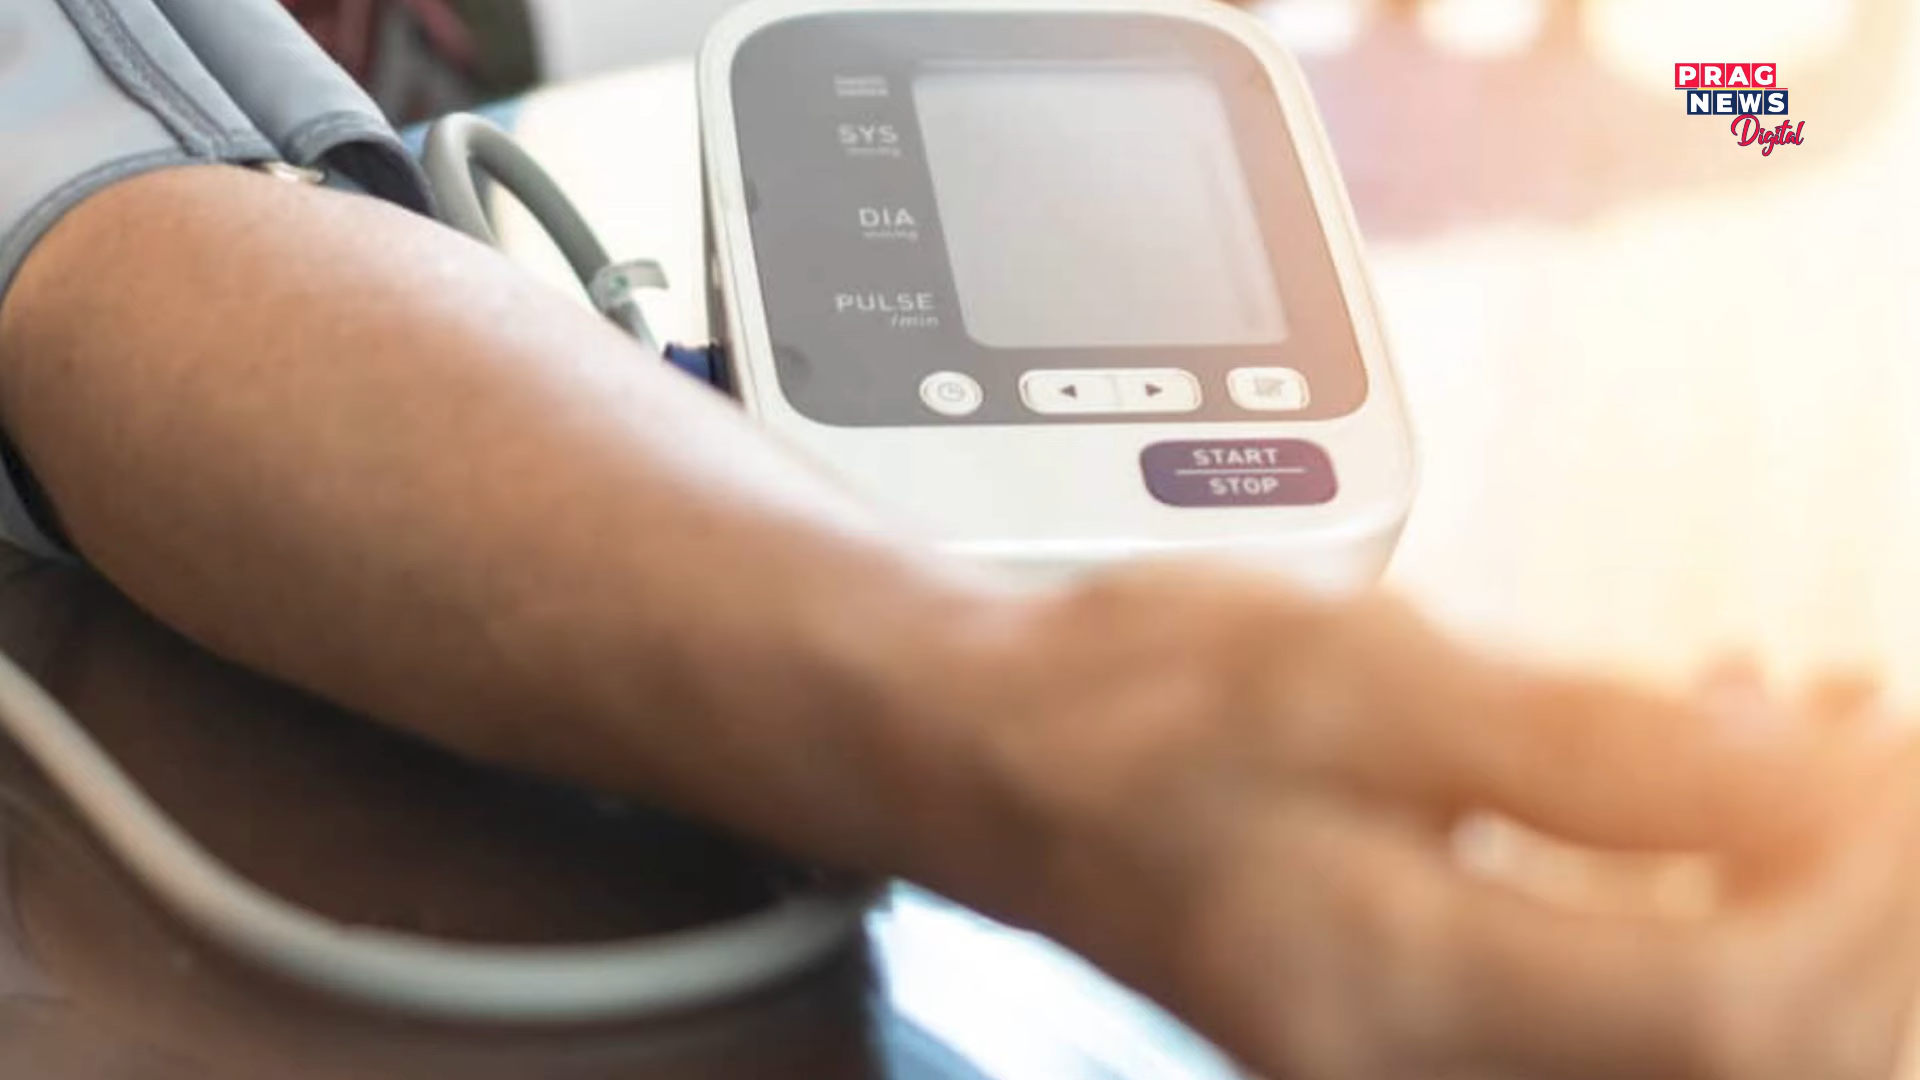 PRAG
NEWS
Digital
SYS
DIA
PULSE
/min
START
STOP